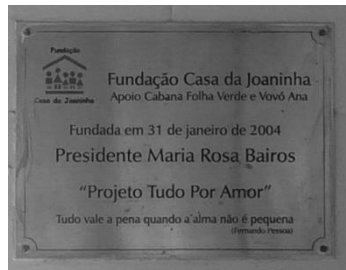 Fundação
Casa da Joaninha
Fundação Casa da Joaninha
Apoio Cabana Folha Verde e Vovó Ana
Fundada em 31 de janeiro de 2004
Presidente Maria Rosa Bairos
“Projeto Tudo Por Amor”
Tudo vale a pena quando a alma não é pequena
(Fernando Pessoa)